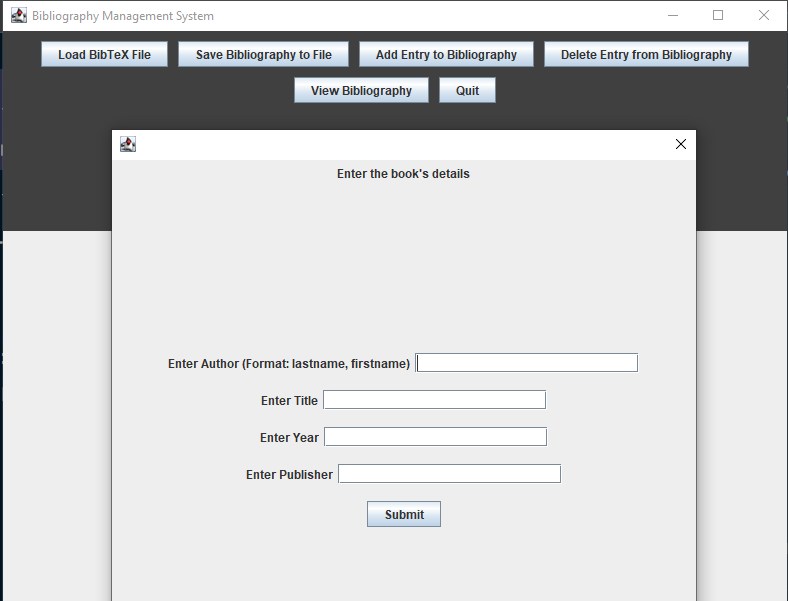 Bibliography Management System
Load BibTeX File Save Bibliography to File Add Entry to Bibliography Delete Entry from Bibliography
View Bibliography Quit
Enter the book's details
Enter Author (Format: lastname, firstname)
Enter Title
Enter Year
Enter Publisher
Submit